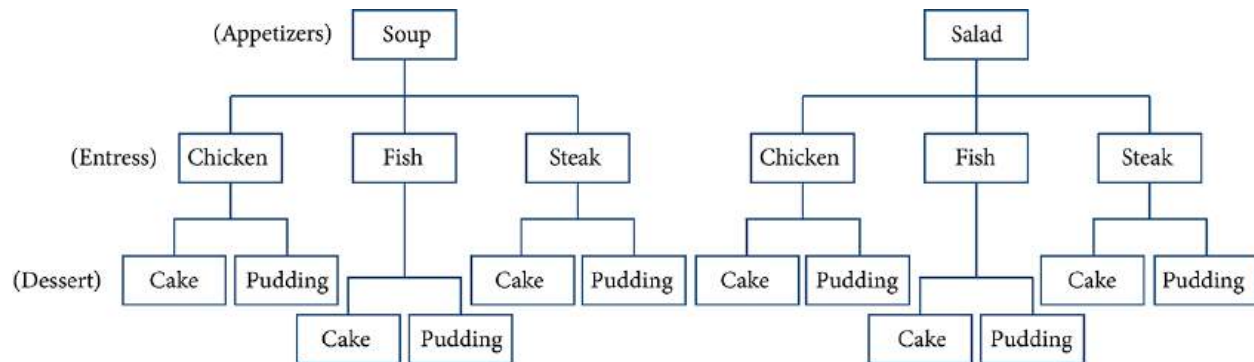 (Appetizers) Soup Salad
(Entress) Chicken Fish Steak Chicken Fish Steak
(Dessert) Cake Pudding Cake Pudding Cake Pudding Cake Pudding
Cake Pudding Cake Pudding